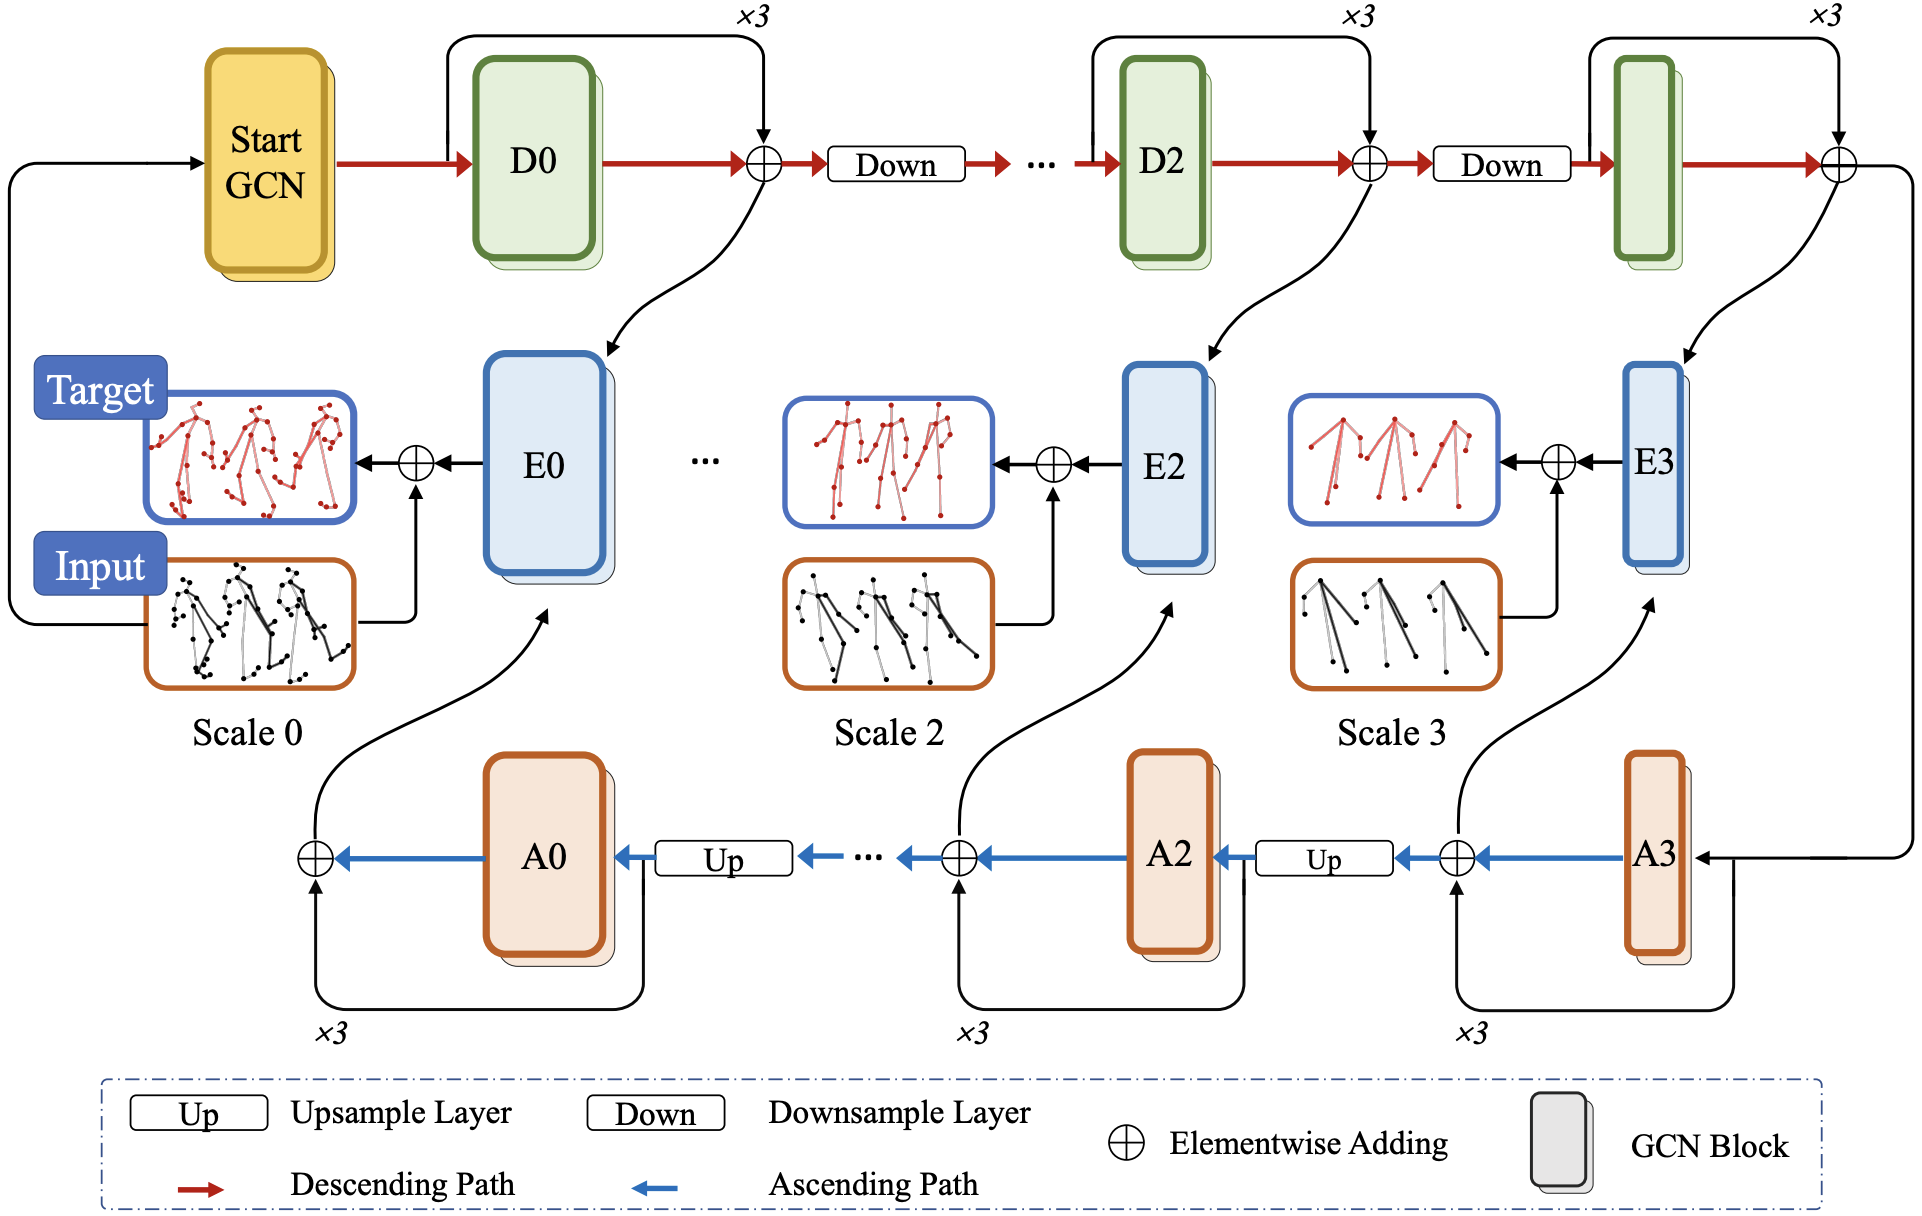 ×3
×3
×3
Start
GCN
D0
Down
...
D2
Down
Target
E0
...
E2
E3
Input
Scale 0
Scale 2
Scale 3
A0
Up
...
A2
Up
A3
×3
×3
×3
Up
Upsample Layer
Down
Downsample Layer
Elementwise Adding
GCN Block
Descending Path
Ascending Path